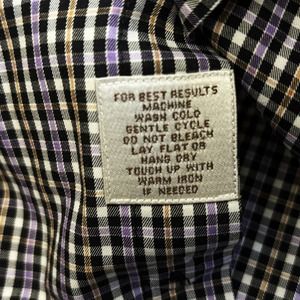 FOR BEST RESULTS
MACHINE
WASH COLD
GENTLE CYCLE
DO NOT BLEACH
LAY FLAT OR
HANG DRY
TOUCH UP WITH
WARM IRON
IF NEEDED